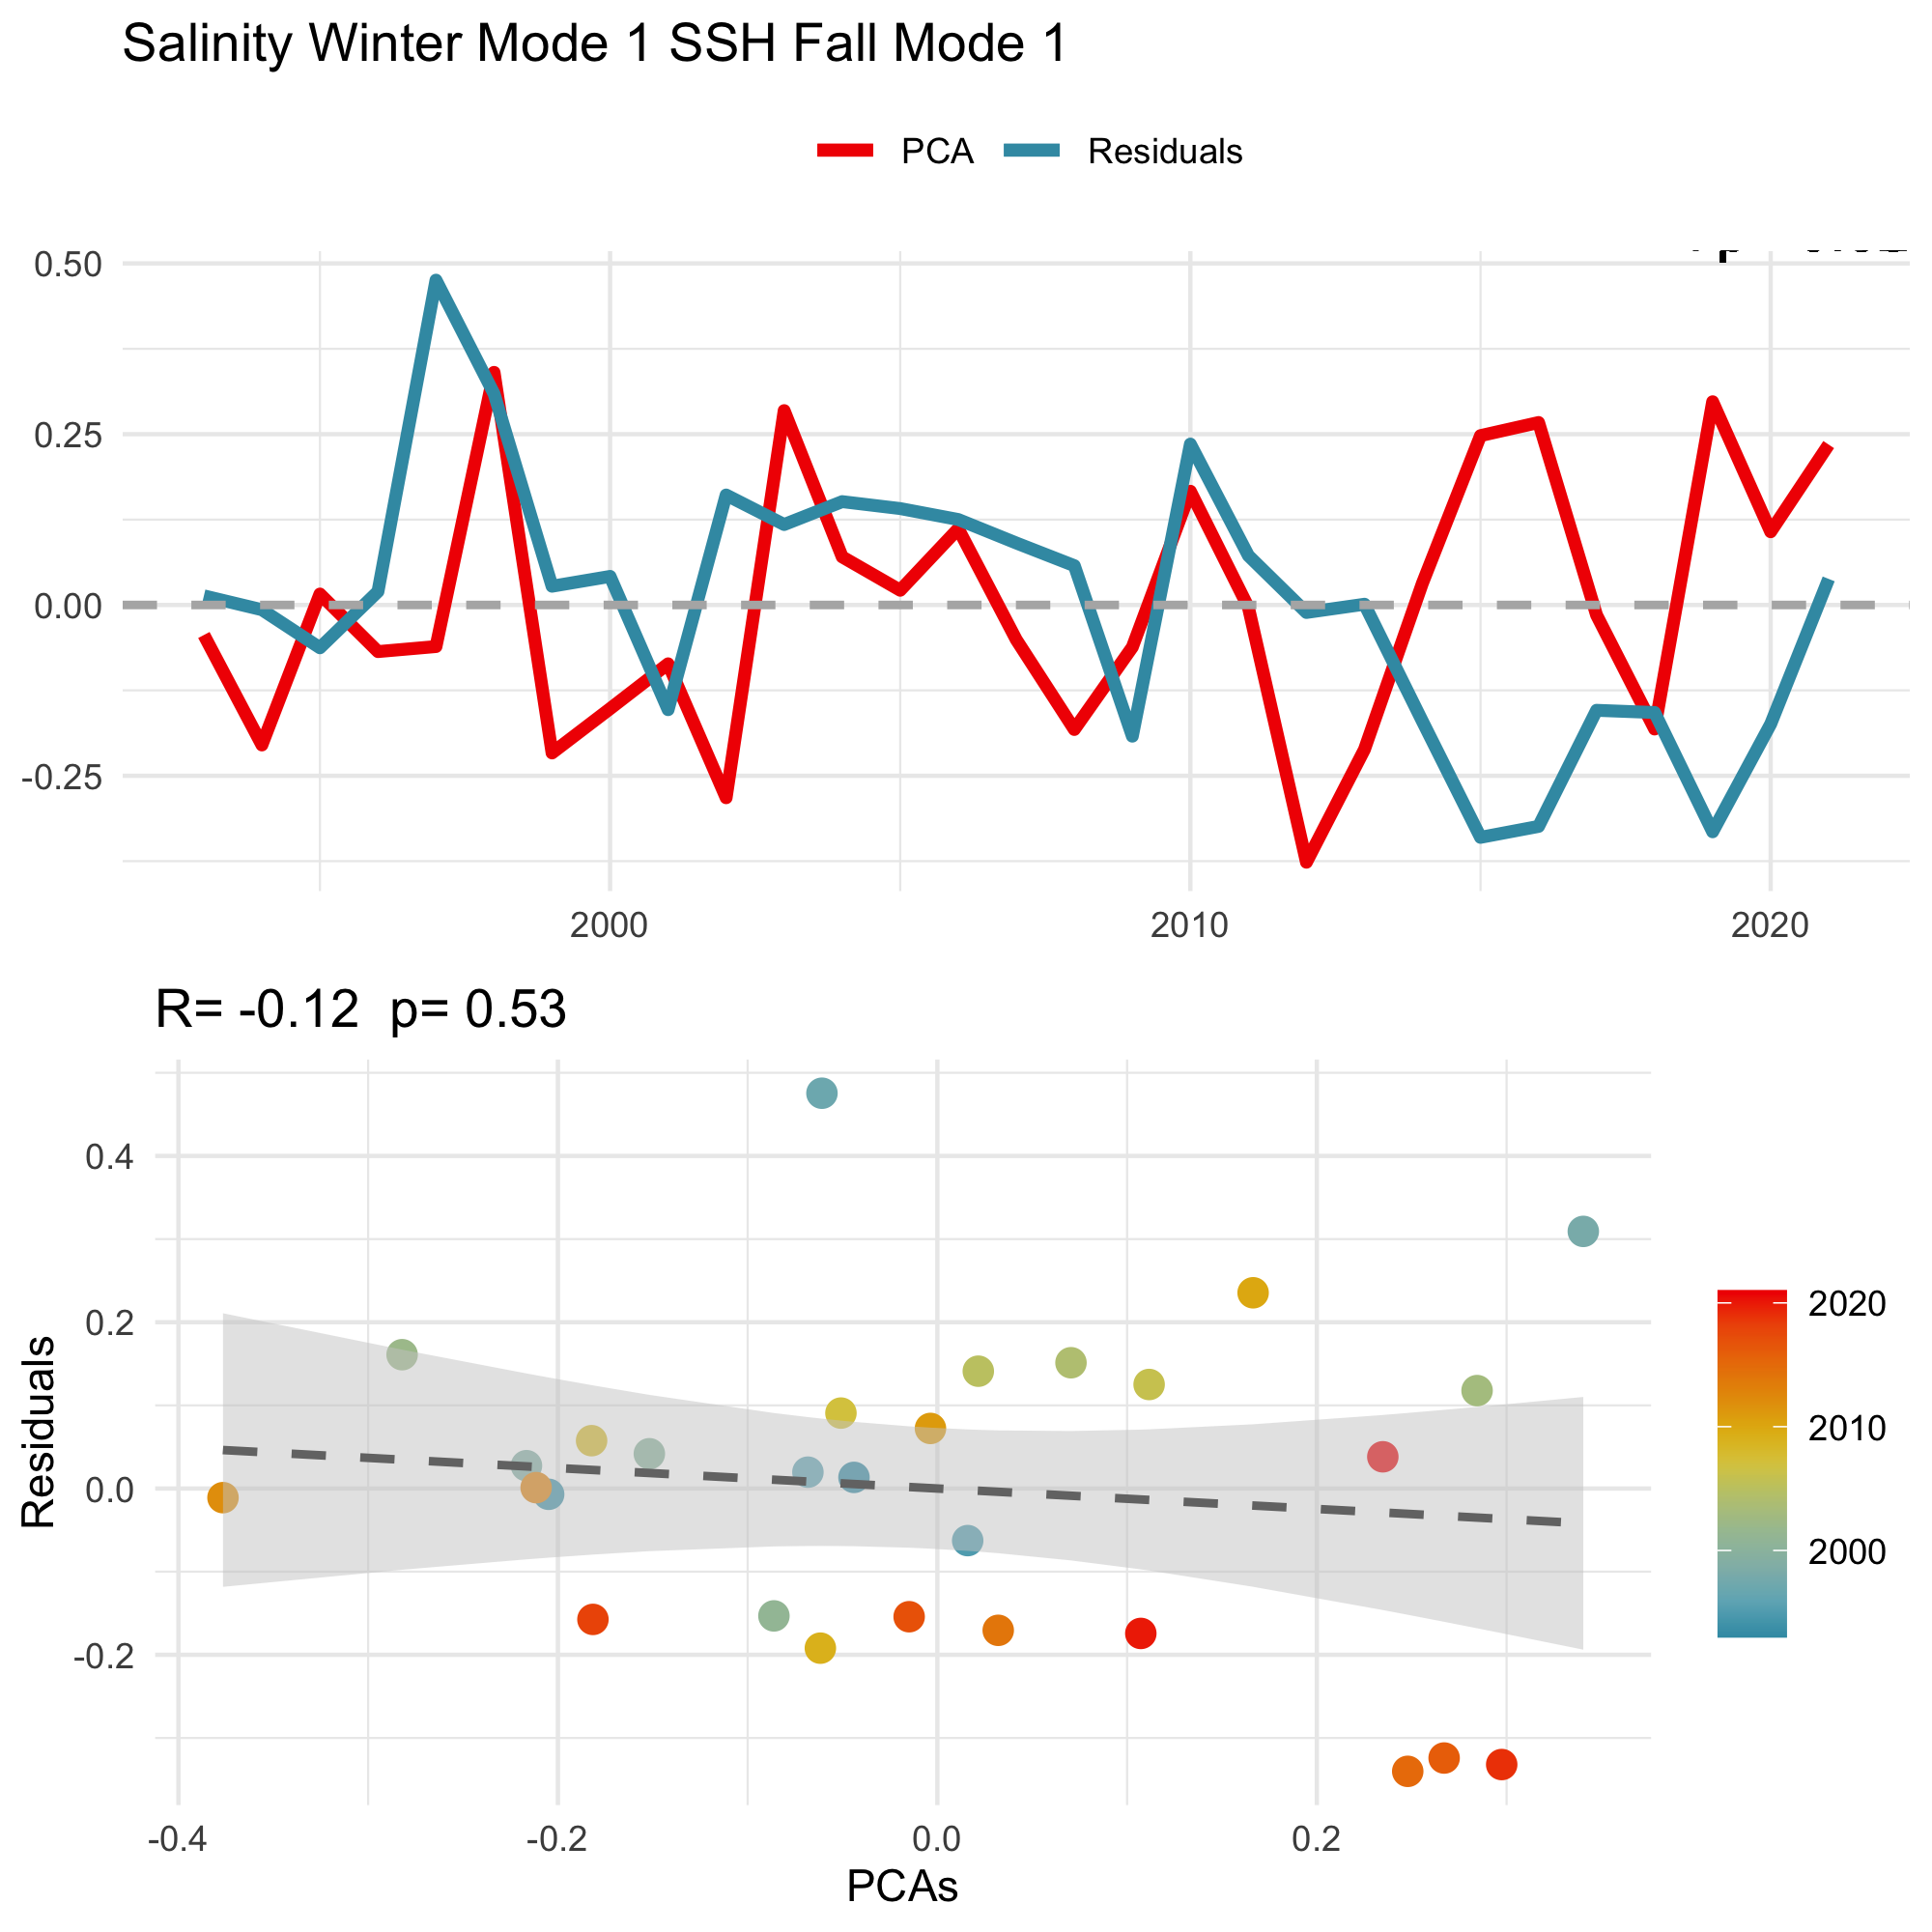 Salinity Winter Mode 1 SSH Fall Mode 1
PCA Residuals
0.50
0.25
0.00
-0.25
2000 2010 2020
R= -0.12 p= 0.53
Residuals
0.4
0.2
0.0
-0.2
-0.4 -0.2 0.0 0.2
PCAs
2020
2010
2000